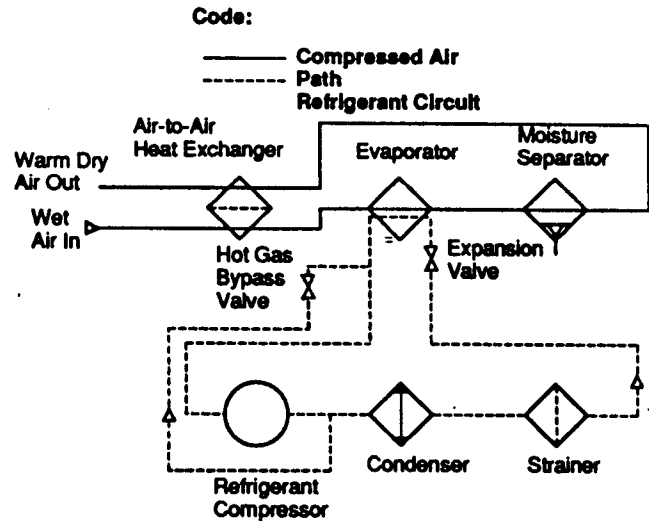 Code:
Compressed Air
Path
Refrigerant Circuit
Air-to-Air
Heat Exchanger
Evaporator
Moisture
Separator
Warm Dry
Air Out
Wet
Air In
Hot Gas
Bypass
Valve
Expansion
Valve
Condenser
Strainer
Refrigerant
Compressor